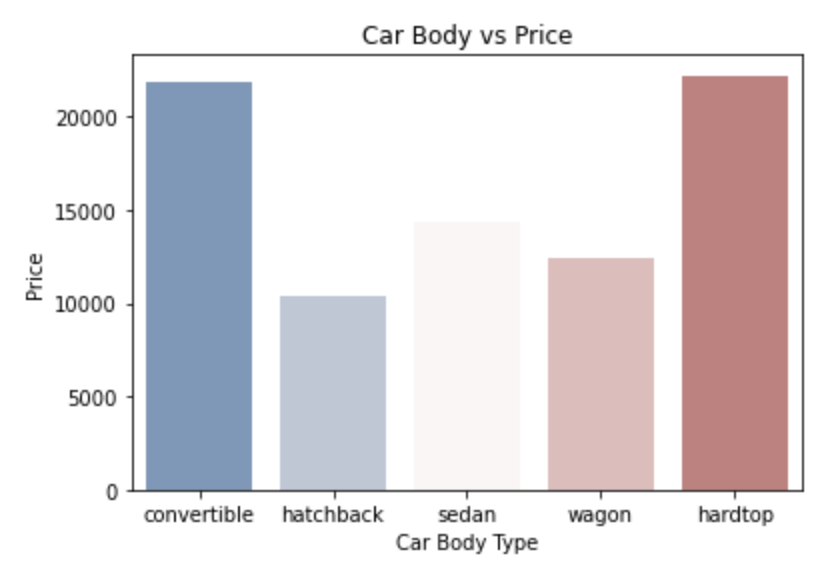 Car Body vs Price
20000
15000
10000
5000
0
Price
convertible hatchback sedan wagon hardtop
Car Body Type